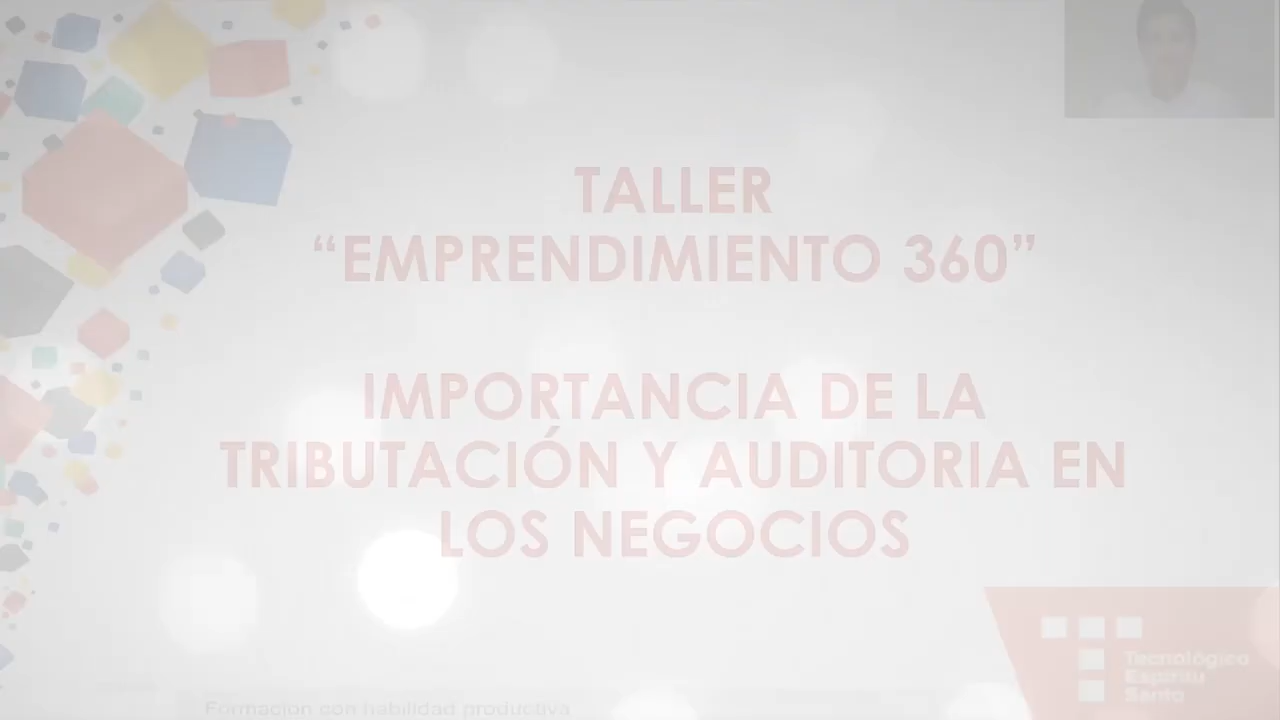 TALLER
“EMPRENDIMIENTO 360”
IMPORTANCIA DE LA
TRIBUTACIÓN Y AUDITORIA EN
LOS NEGOCIOS
Tecnológico
Espíritu
Santo
Formación con habilidad productiva